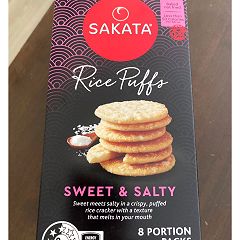 SAKATA
Rice Puffs
SWEET & SALTY
Sweet meets salty in a crispy, puffed
rice cracker with a texture
that melts in your mouth
8 PORTION
PACKS
ENERGY